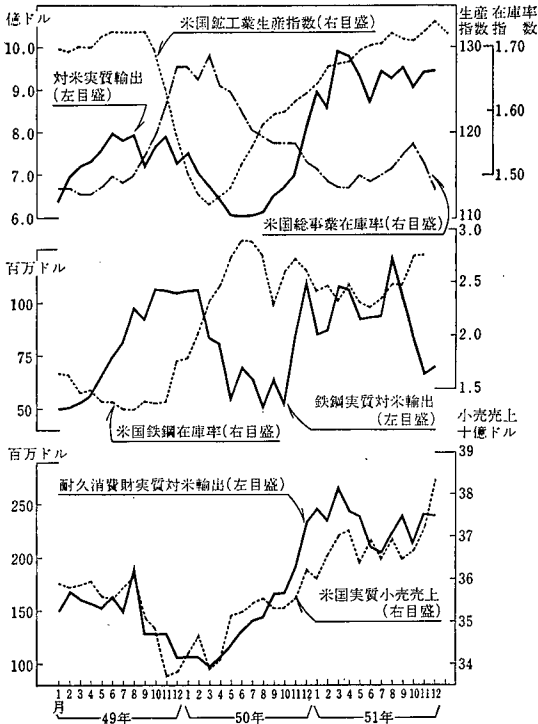 億ドル
米国鉱工業生産指数(右目盛)
生産 在庫率
指数 指 数
対米実質輸出
(左目盛)
10.0
9.0
8.0
7.0
6.0
130
120
110
1.70
1.60
1.50
米国総事業在庫率(右目盛)
百万ドル
100
75
50
3.0
2.5
2.0
1.5
鉄鋼実質対米輸出
(左目盛)
米国鉄鋼在庫率(右目盛)
小売売上
十億ドル
百万ドル
耐久消費財実質対米輸出(左目盛)
250
200
150
100
39
38
37
36
35
34
米国実質小売売上
(右目盛)
1 2 3 4 5 6 7 8 9 10 11 12 1 2 3 4 5 6 7 8 9 10 11 12 1 2 3 4 5 6 7 8 9 10 11 12
月
49年 50年 51年